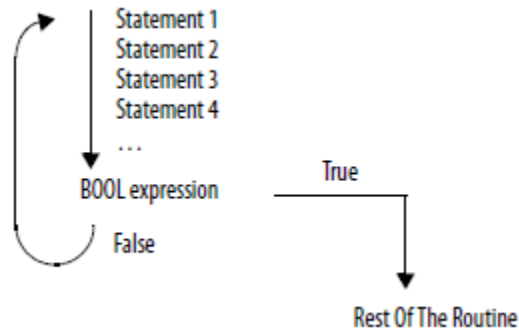 Statement 1
Statement 2
Statement 3
Statement 4
...
BOOL expression
True
False
Rest Of The Routine